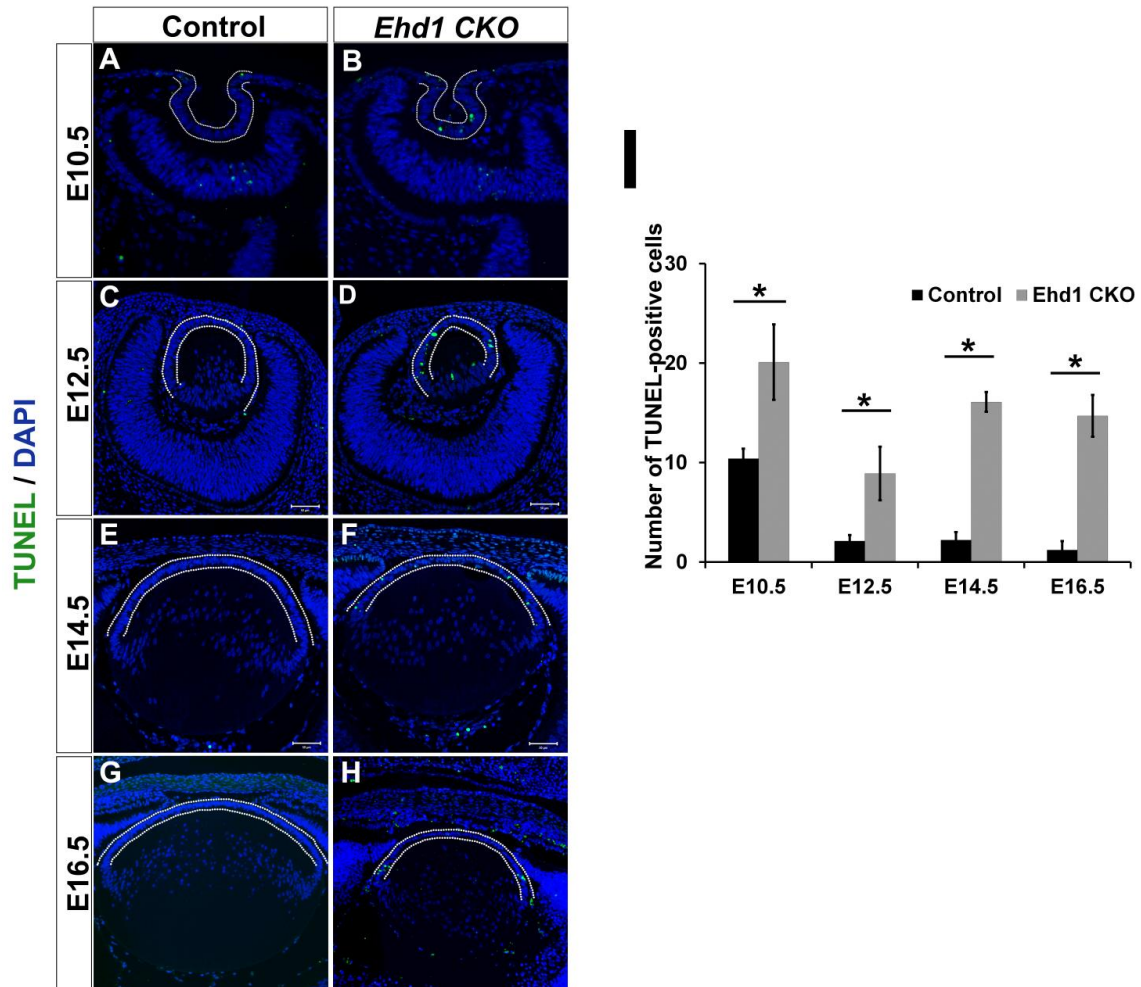 Control
Ehd1 CKO
TUNEL / DAPI
E10.5
A
B
E12.5
C
D
E14.5
E
F
E16.5
G
H
I
Number of TUNEL-positive cells
30
20
10
0
Control
Ehd1 CKO
*
*
*
*
E10.5
E12.5
E14.5
E16.5